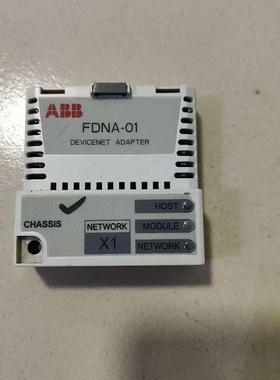 ABB
FDNA-01
DEVICENET ADAPTER
HOST
CHASSIS
NETWORK
MODULE
X1
NETWORK